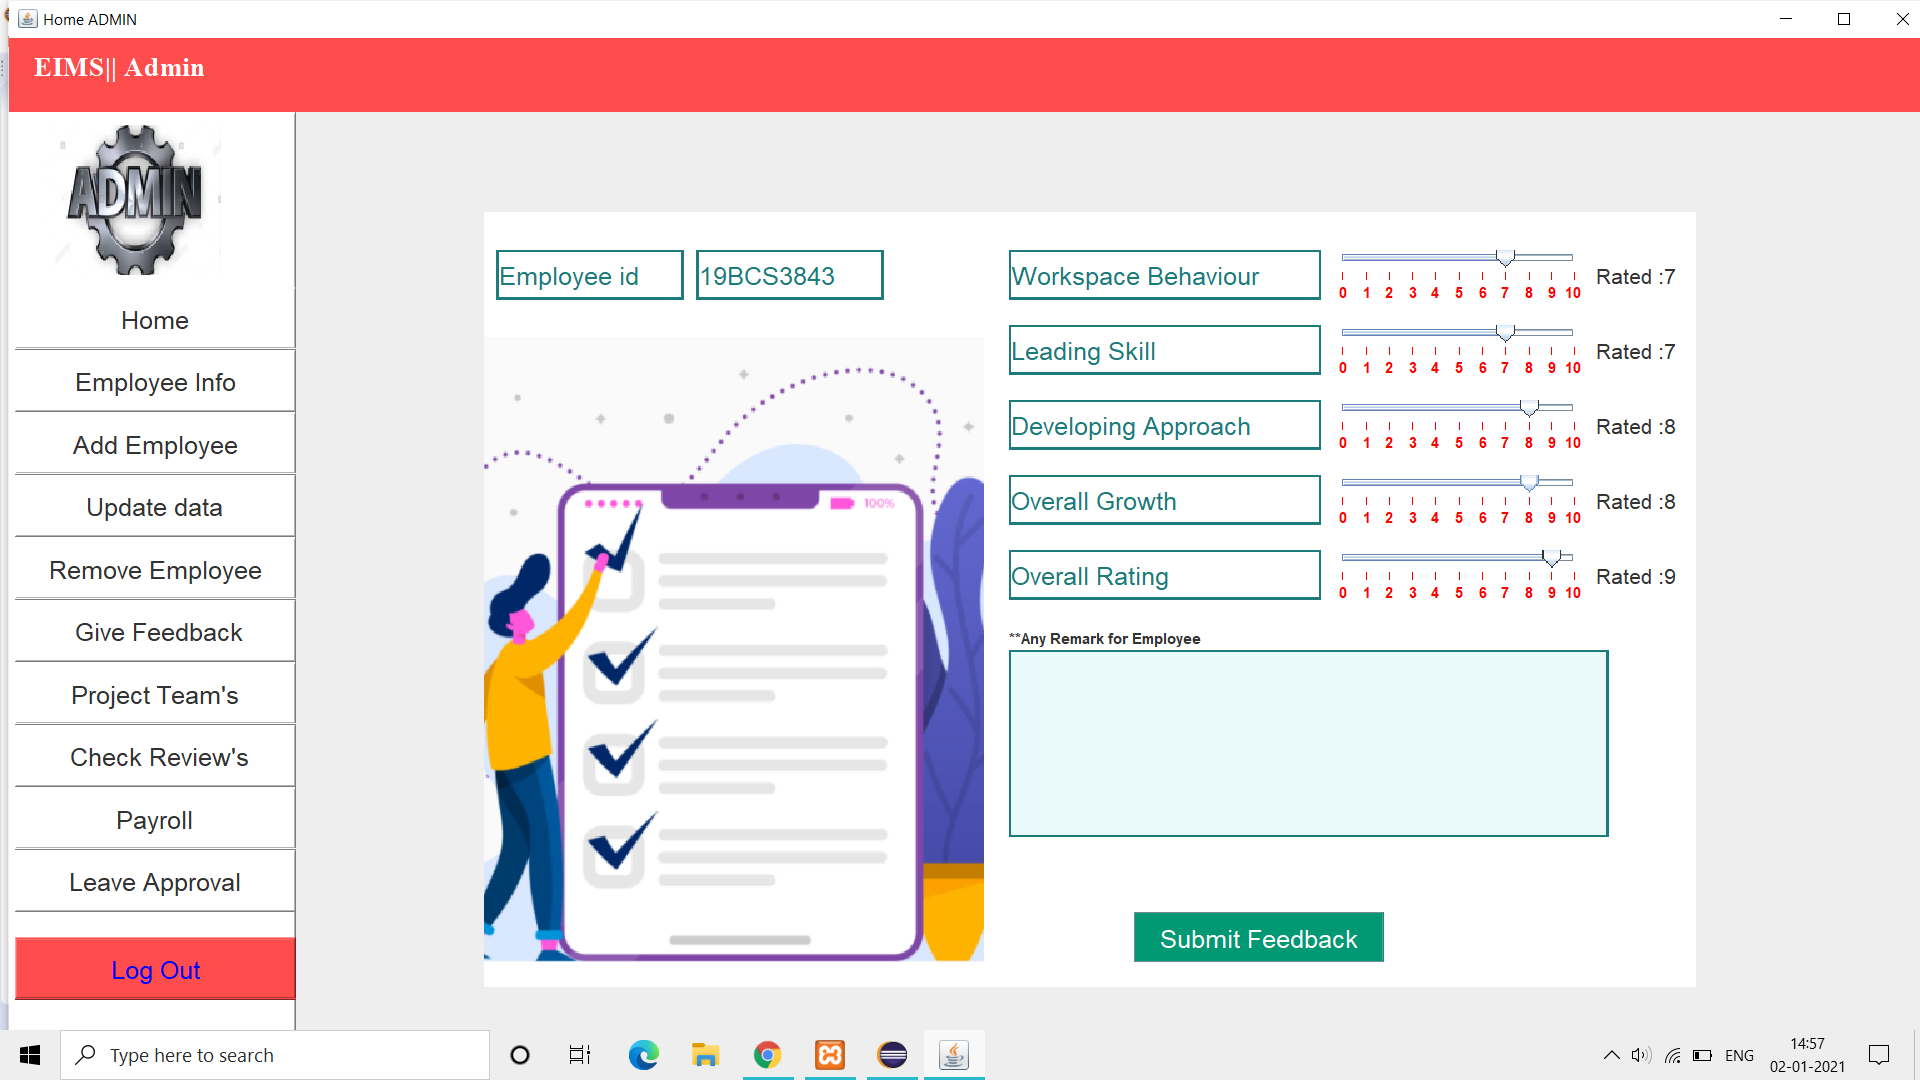 Home ADMIN
EIMS|| Admin
ADMIN
Home
Employee Info
Add Employee
Update data
Remove Employee
Give Feedback
Project Team's
Check Review's
Payroll
Leave Approval
Log Out
Employee id
19BCS3843
100%
Workspace Behaviour
0 1 2 3 4 5 6 7 8 9 10
Rated :7
Leading Skill
0 1 2 3 4 5 6 7 8 9 10
Rated :7
Developing Approach
0 1 2 3 4 5 6 7 8 9 10
Rated :8
Overall Growth
0 1 2 3 4 5 6 7 8 9 10
Rated :8
Overall Rating
0 1 2 3 4 5 6 7 8 9 10
Rated :9
**Any Remark for Employee
Submit Feedback
Type here to search
ENG
14:57
02-01-2021